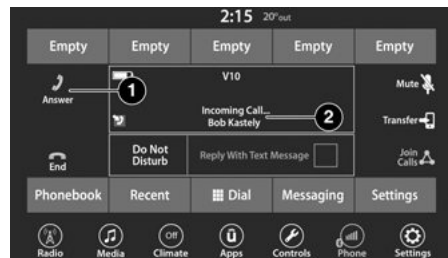 2:15 20°out
Empty Empty Empty Empty Empty
V10
Mute
1
Answer
Incoming Call...
Bob Kastely
2
Transfer
Do Not
Disturb
Reply With Text Message
Join
Calls
End
Phonebook Recent Dial Messaging Settings
Off
ū
Radio Media Climate Apps Controls Phone Settings